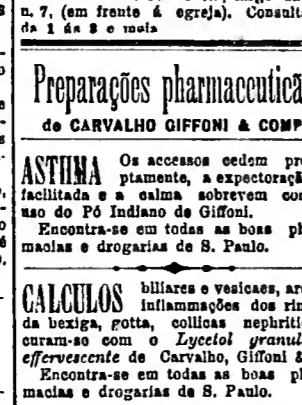 n. 7, (em frente á egreja). Consult
da 1 ás 3 e meia
Preparações pharmaceutica
de CARVALHO GIFFONI & COMP
ASTHMA Os accessos cedem pro
ptamente, a expectoraçã
facilitada e a calma sobrevem com
uso do Pó Indiano de Giffoni.
Encontra-se em todas as boas ph
macias e drogarias de S. Paulo.
CALCULOS biliares e vesicaes, are
inflammações dos rin
da bexiga, gotta, collicas nephriti
curam-se com o Lycetol granul
effervescente de Carvalho, Giffoni &
Encontra-se em todas as boas ph
macias e drogarias de S. Paulo.